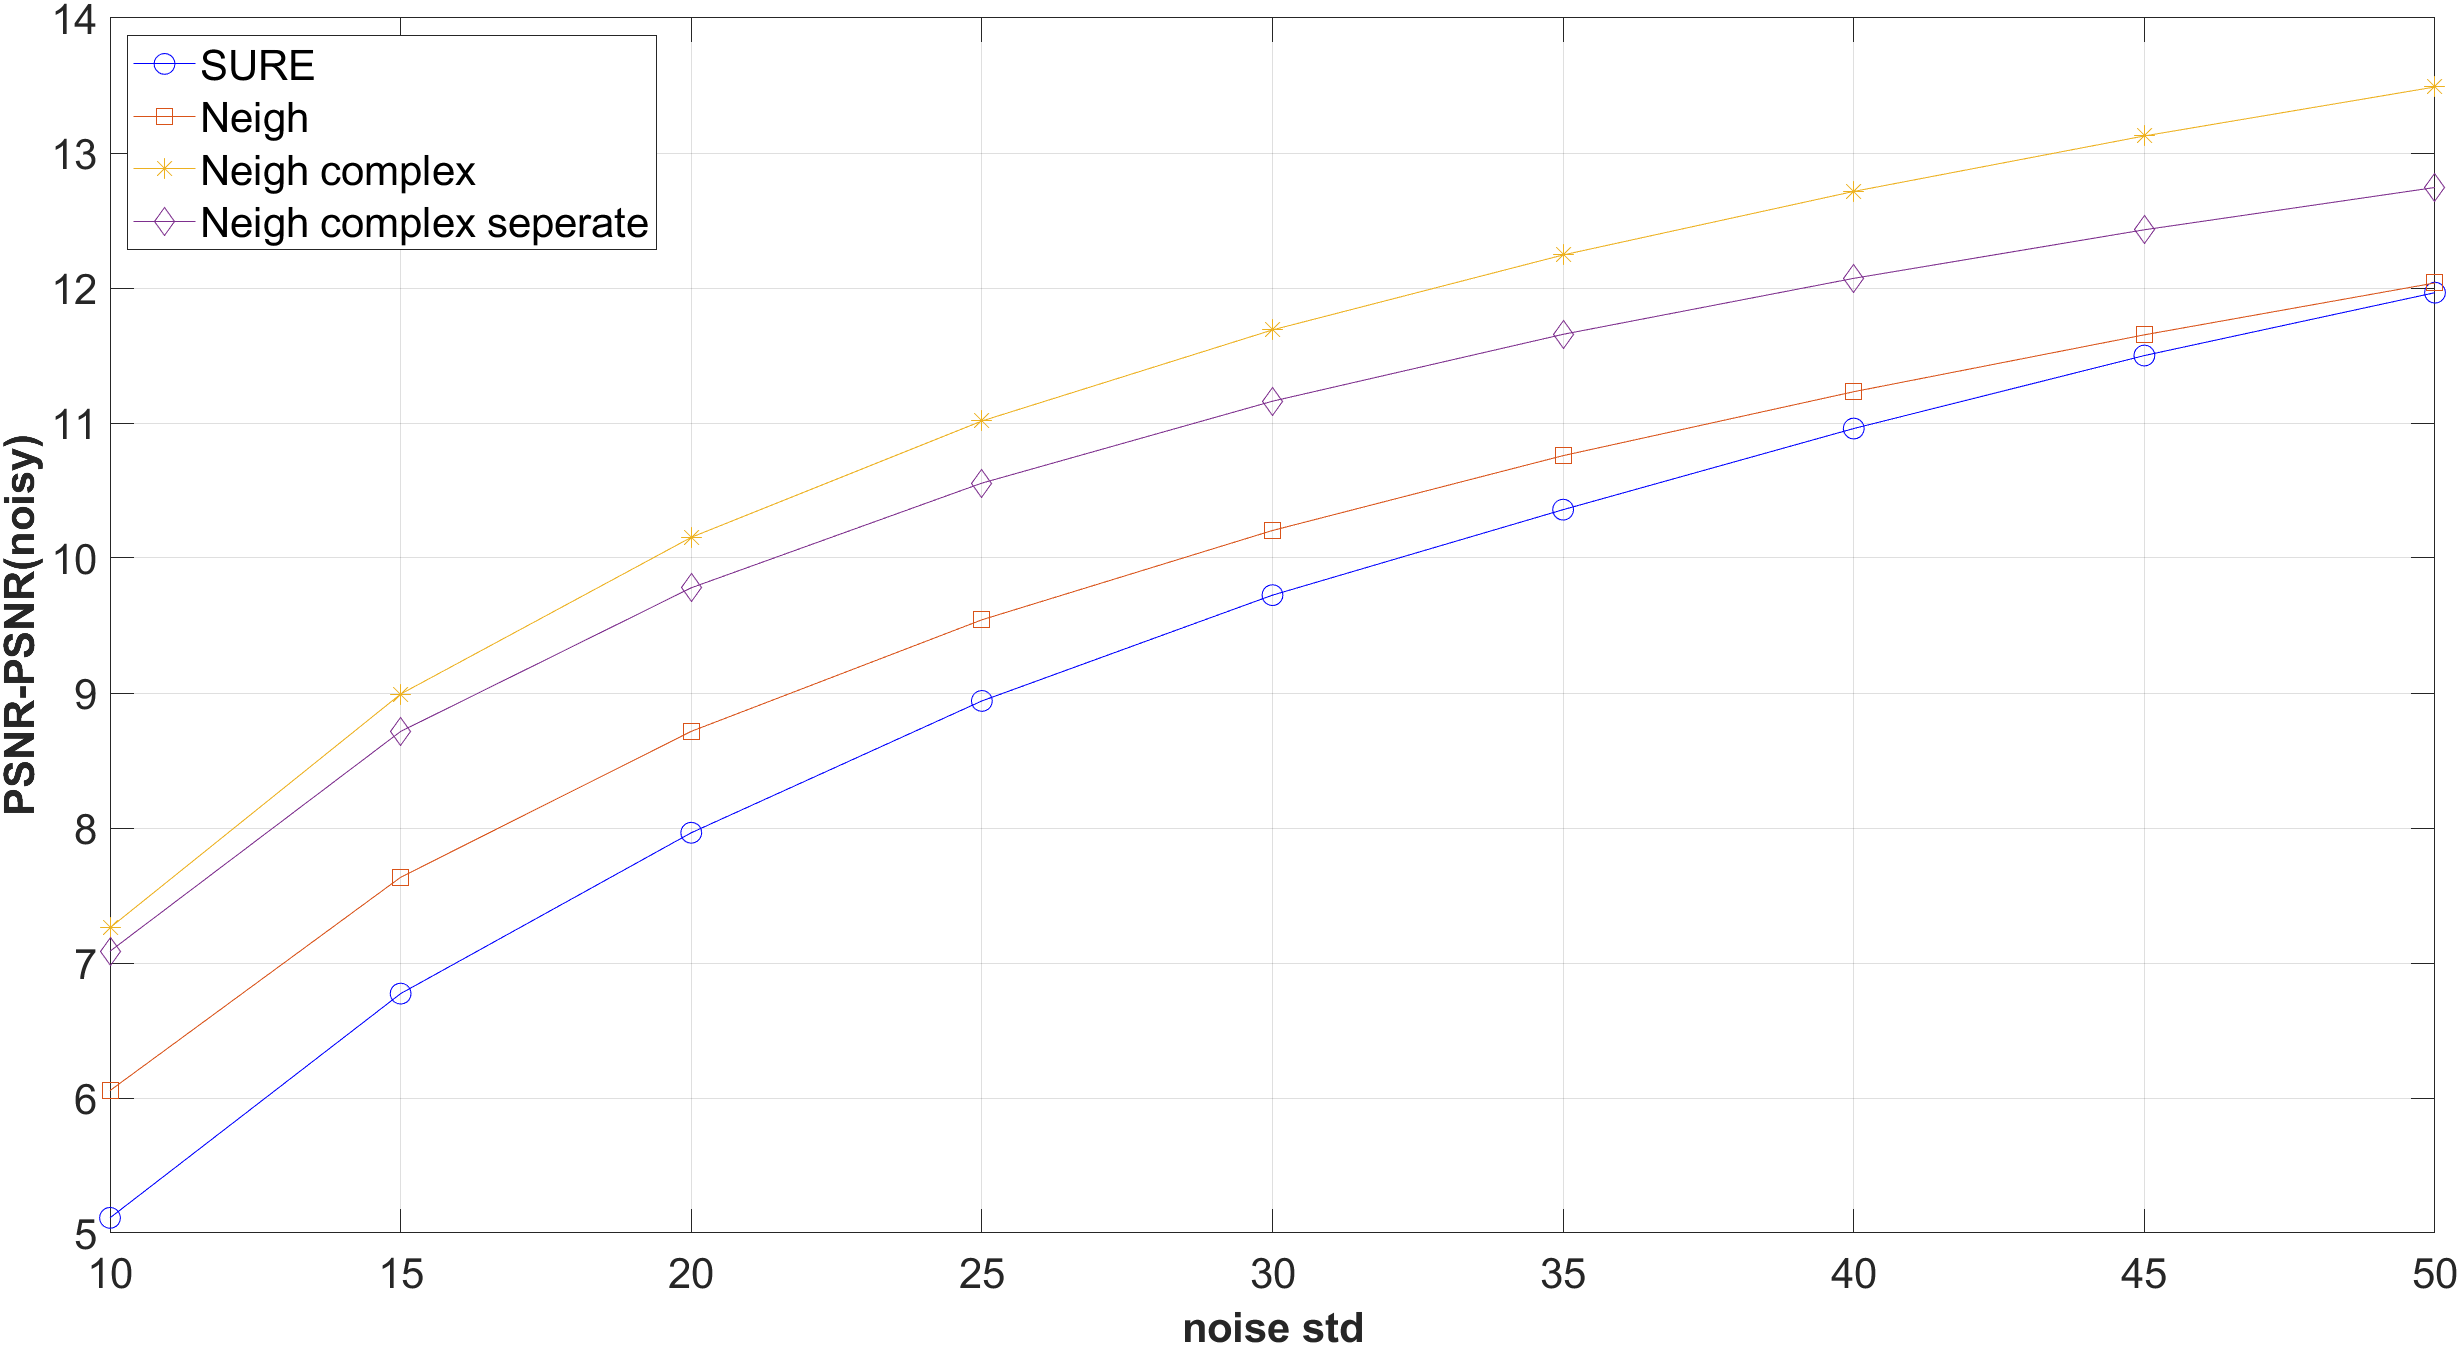 14
13
12
11
10
9
8
7
6
5
PSNR-PSNR(noisy)
SURE
Neigh
Neigh complex
Neigh complex seperate
10 15 20 25 30 35 40 45 50
noise std